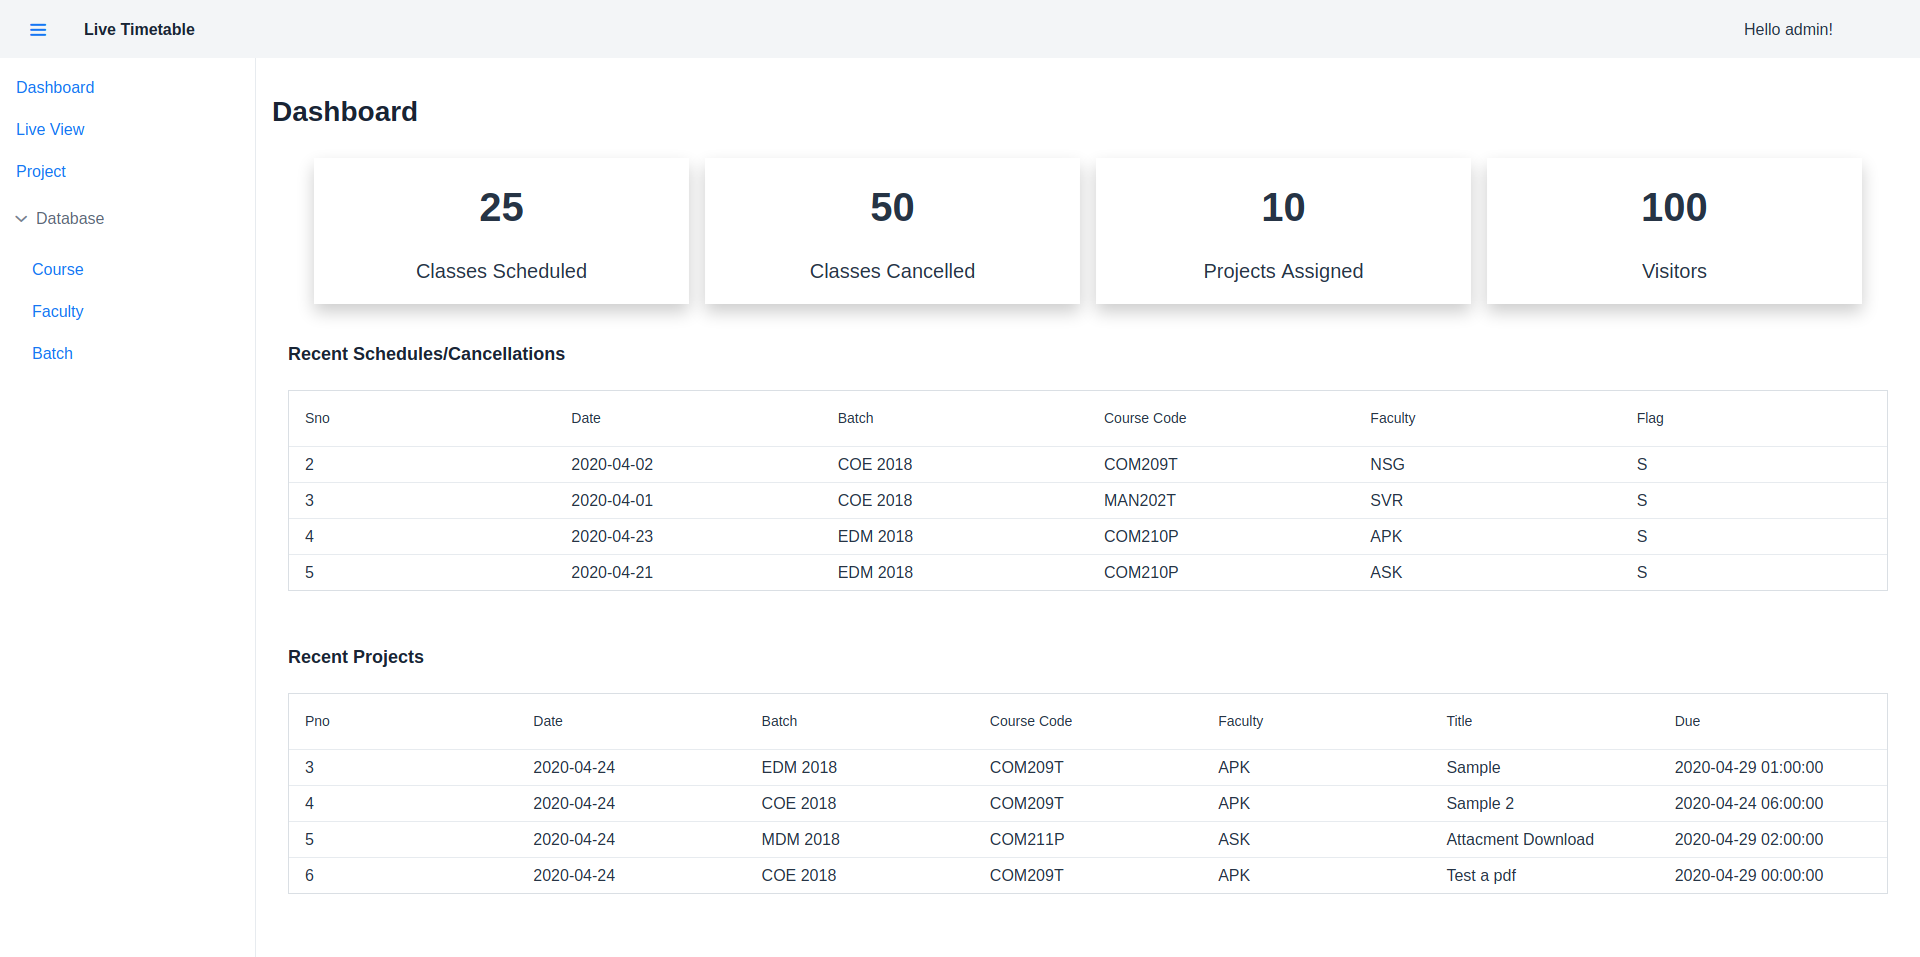 Live Timetable
Hello admin!
Dashboard
Live View
Project
Database
Course
Faculty
Batch
Dashboard
25 50 10 100
Classes Scheduled Classes Cancelled Projects Assigned Visitors
Recent Schedules/Cancellations
Sno Date Batch Course Code Faculty Flag
2 2020-04-02 COE 2018 COM209T NSG S
3 2020-04-01 COE 2018 MAN202T SVR S
4 2020-04-23 EDM 2018 COM210P APK S
5 2020-04-21 EDM 2018 COM210P ASK S
Recent Projects
Pno Date Batch Course Code Faculty Title Due
3 2020-04-24 EDM 2018 COM209T APK Sample 2020-04-29 01:00:00
4 2020-04-24 COE 2018 COM209T APK Sample 2 2020-04-24 06:00:00
5 2020-04-24 MDM 2018 COM211P ASK Attacment Download 2020-04-29 02:00:00
6 2020-04-24 COE 2018 COM209T APK Test a pdf 2020-04-29 00:00:00